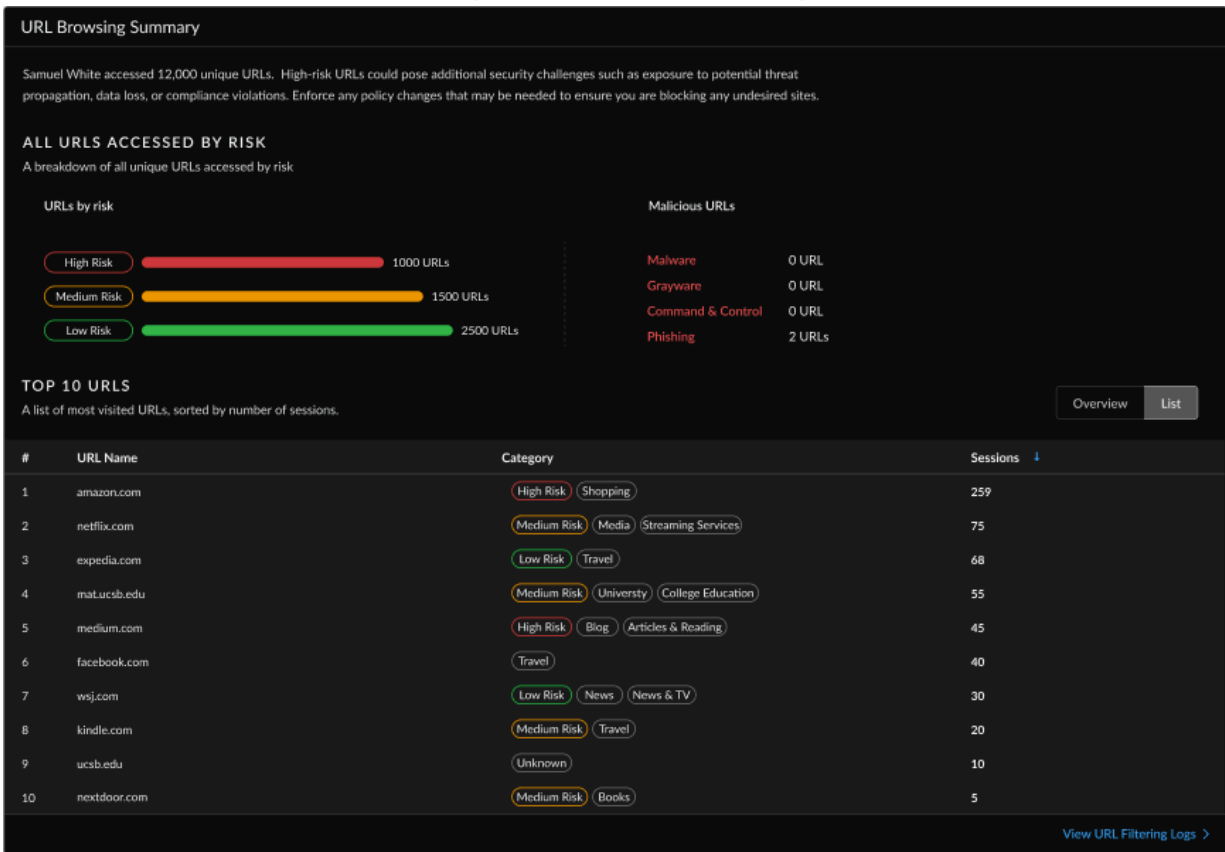 URL Browsing Summary
Samuel White accessed 12,000 unique URLs. High-risk URLs could pose additional security challenges such as exposure to potential threat
propagation, data loss, or compliance violations. Enforce any policy changes that may be needed to ensure you are blocking any undesired sites.
ALL URLS ACCESSED BY RISK
A breakdown of all unique URLs accessed by risk
URLs by risk
High Risk 1000 URLs
Medium Risk 1500 URLs
Low Risk 2500 URLs
Malicious URLs
Malware 0 URL
Grayware 0 URL
Command & Control 0 URL
Phishing 2 URLs
TOP 10 URLS
A list of most visited URLs, sorted by number of sessions.
Overview List
# URL Name Category Sessions ↓
1 amazon.com High Risk Shopping 259
2 netflix.com Medium Risk Media Streaming Services 75
3 expedia.com Low Risk Travel 68
4 mat.ucsb.edu Medium Risk Universty College Education 55
5 medium.com High Risk Blog Articles & Reading 45
6 facebook.com Travel 40
7 wsj.com Low Risk News News & TV 30
8 kindle.com Medium Risk Travel 20
9 ucsb.edu Unknown 10
10 nextdoor.com Medium Risk Books 5
View URL Filtering Logs >